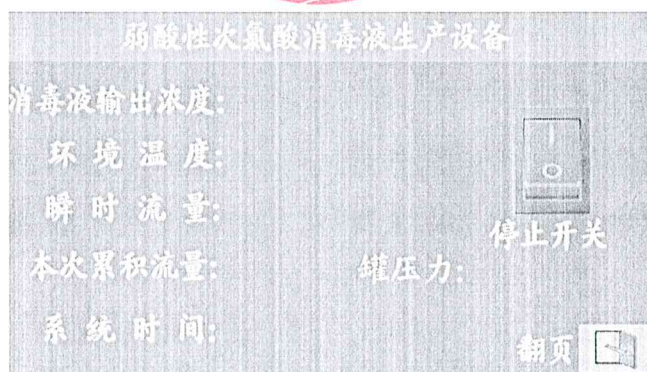 弱酸性次氯酸消毒液生产设备
消毒液输出浓度:
环境温度:
瞬时流量:
停止开关
本次累积流量:
罐压力:
系统时间:
翻页